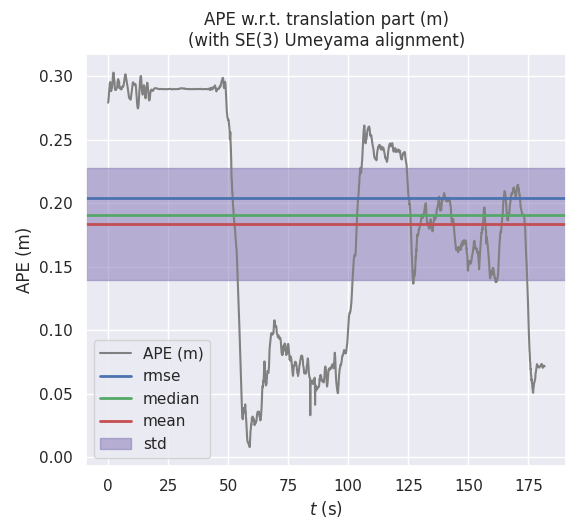 APE w.r.t. translation part (m)
(with SE(3) Umeyama alignment)
0.30
0.25
0.20
0.15
0.10
0.05
0.00
APE (m)
APE (m)
rmse
median
mean
std
0 25 50 75 100 125 150 175
t (s)